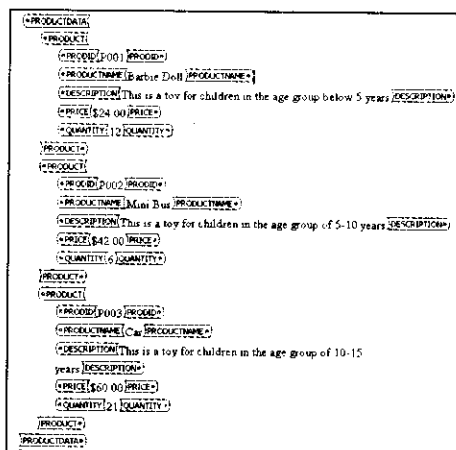 PRODUCTDATA
PRODUCT
PRODID P001 PRODID
PRODUCTNAME Barbie Doll PRODUCTNAME
DESCRIPTION This is a toy for children in the age group below 5 years DESCRIPTION
PRICE $24.00 PRICE
QUANTITY 12 QUANTITY
PRODUCT
PRODUCT
PRODID P002 PRODID
PRODUCTNAME Mini Bus PRODUCTNAME
DESCRIPTION This is a toy for children in the age group of 5-10 years DESCRIPTION
PRICE $42.00 PRICE
QUANTITY 6 QUANTITY
PRODUCT
PRODUCT
PRODID P003 PRODID
PRODUCTNAME Car PRODUCTNAME
DESCRIPTION This is a toy for children in the age group of 10-15
years DESCRIPTION
PRICE $60.00 PRICE
QUANTITY 21 QUANTITY
PRODUCT
PRODUCTDATA